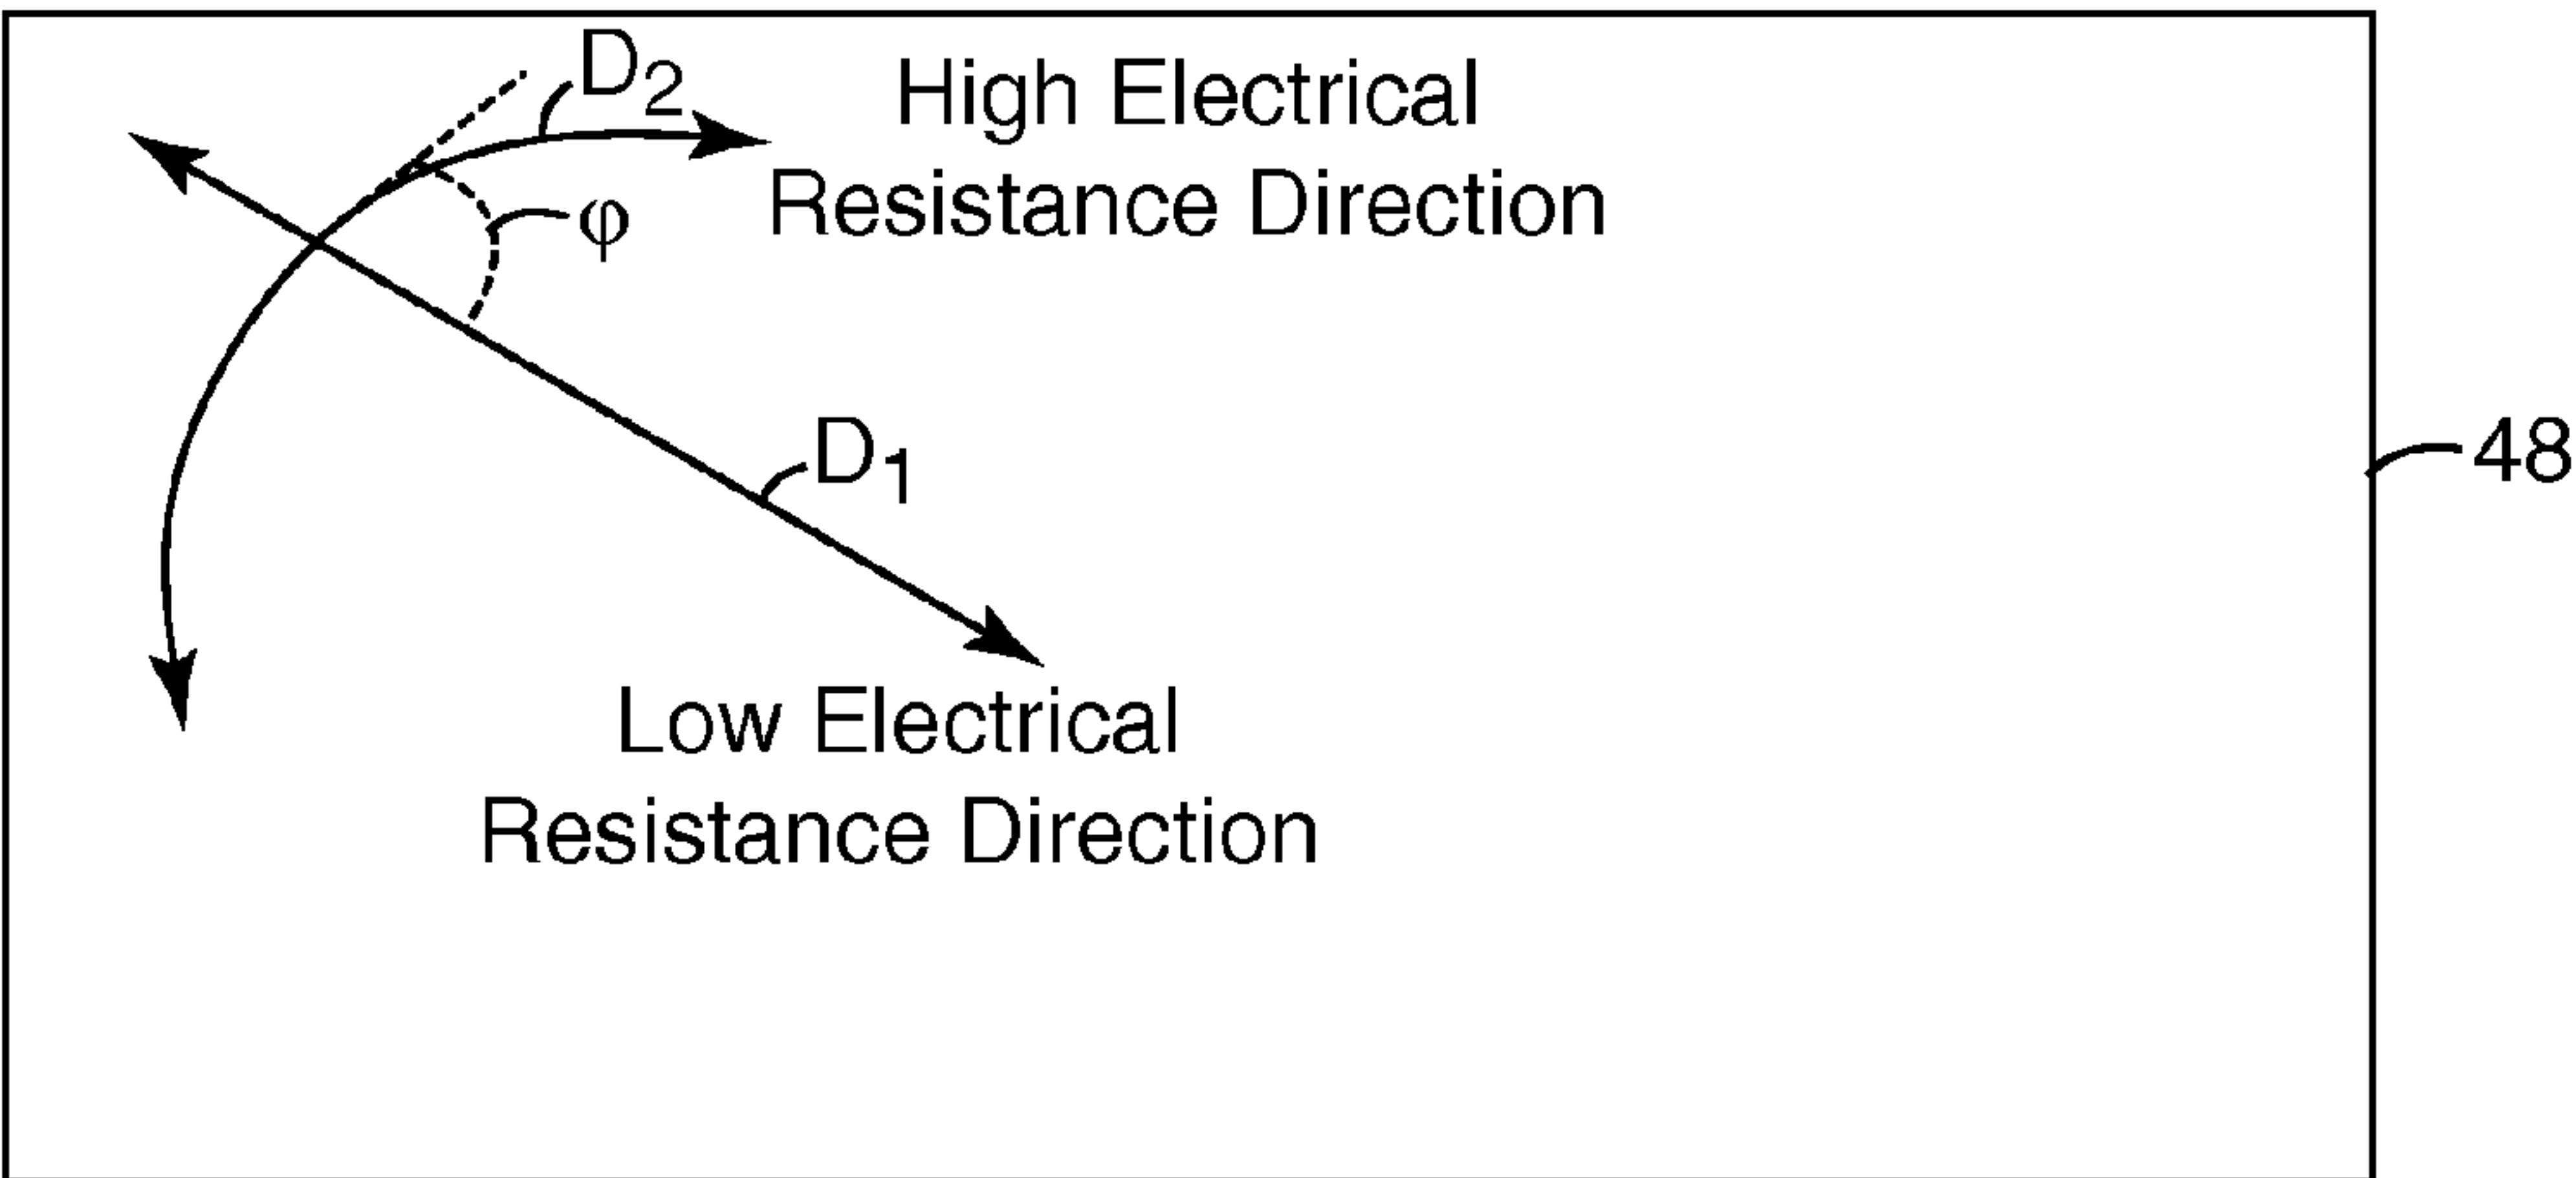 D2
High Electrical
Resistance Direction
φ
D1
48
Low Electrical
Resistance Direction